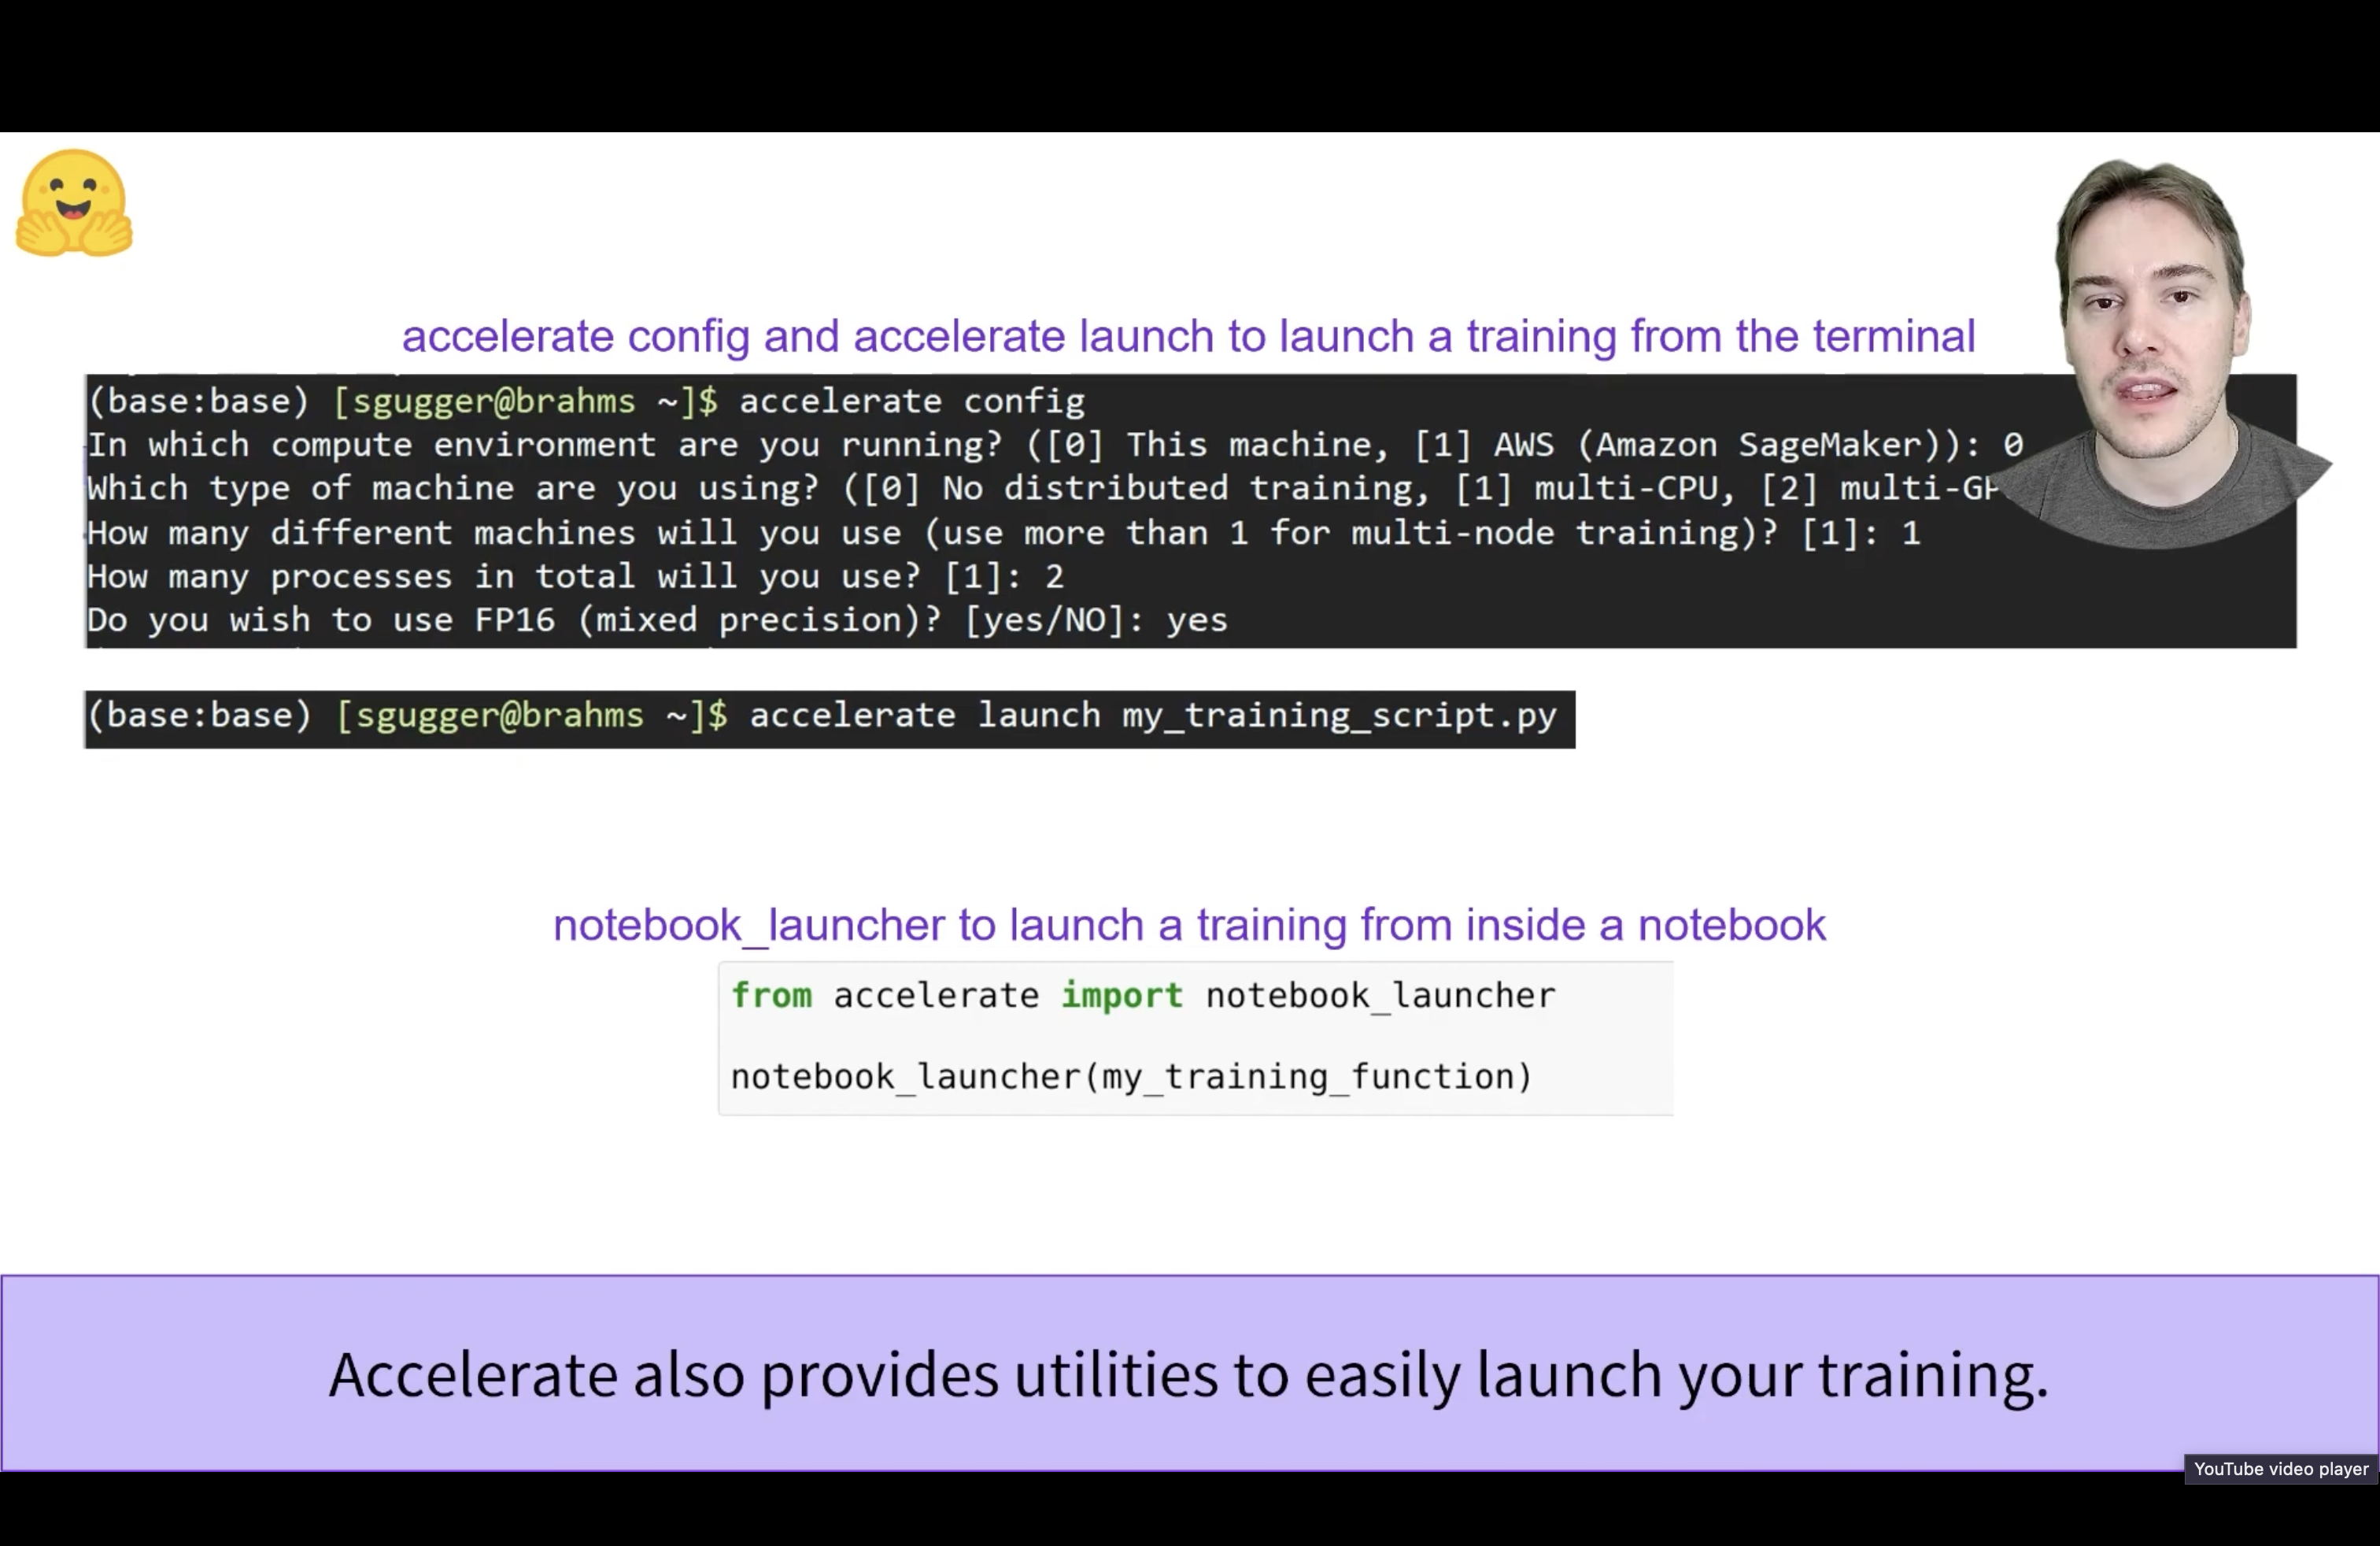 accelerate config and accelerate launch to launch a training from the terminal
(base:base) [sgugger@brahms ~]$ accelerate config
In which compute environment are you running? ([0] This machine, [1] AWS (Amazon SageMaker)): 0
Which type of machine are you using? ([0] No distributed training, [1] multi-CPU, [2]
How many different machines will you use (use more than 1 for multi-node training)? [1]: 1
How many processes in total will you use? [1]: 2
Do you wish to use FP16 (mixed precision)? [yes/NO]: yes
(base:base) [sgugger@brahms ~]$ accelerate launch my_training_script.py
notebook_launcher to launch a training from inside a notebook
from accelerate import notebook_launcher
notebook_launcher(my_training_function)
Accelerate also provides utilities to easily launch your training.
YouTube video player